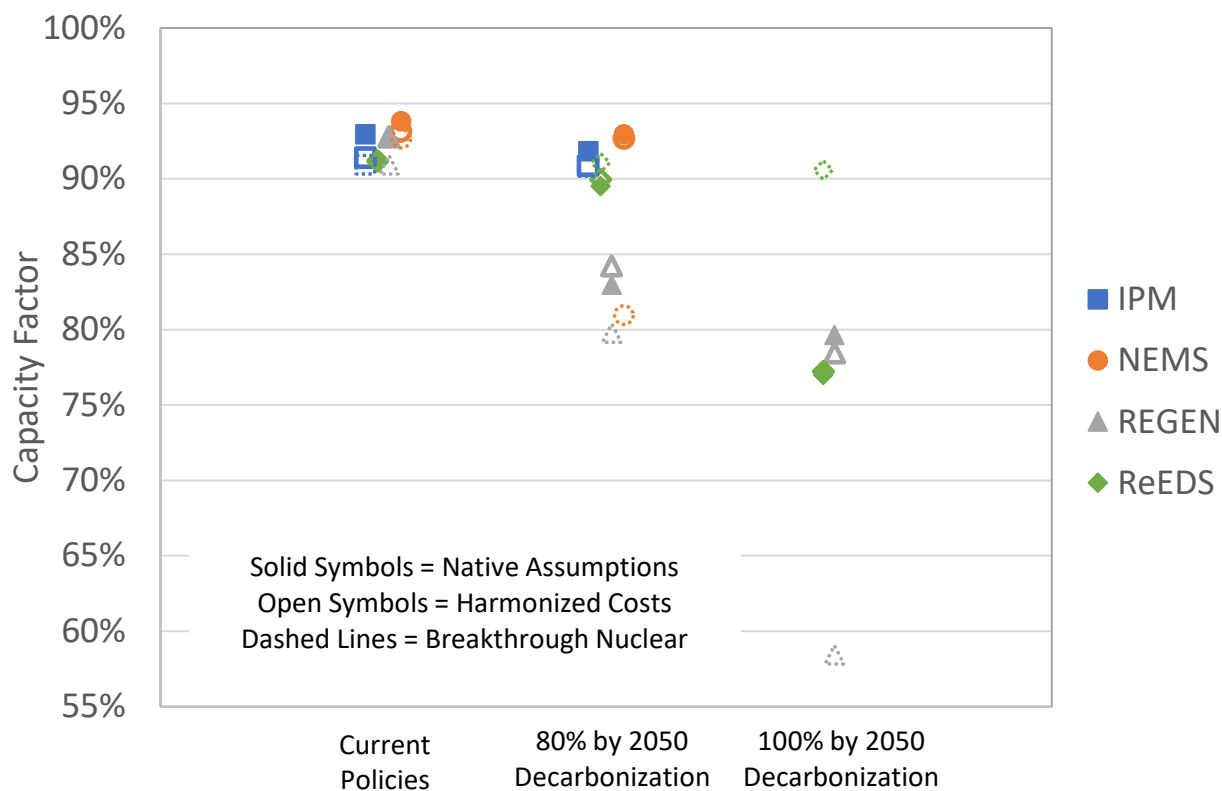 100%
95%
90%
85%
80%
75%
70%
65%
60%
55%
Capacity Factor
Solid Symbols = Native Assumptions
Open Symbols = Harmonized Costs
Dashed Lines = Breakthrough Nuclear
Current
Policies
80% by 2050
Decarbonization
100% by 2050
Decarbonization
IPM
NEMS
REGEN
ReEDS